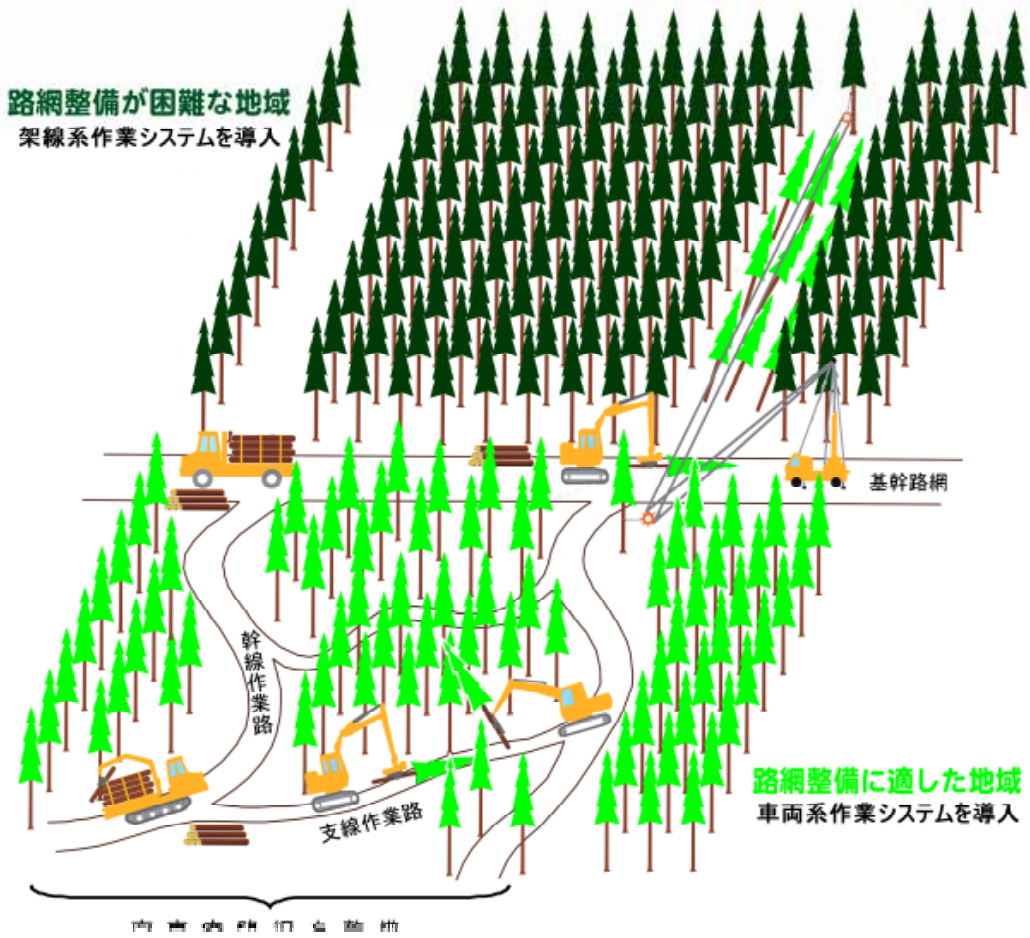 路網整備が困難な地域
架線系作業システムを導入
基幹路網
幹線作業路
支線作業路
路網整備に適した地域
車両系作業システムを導入